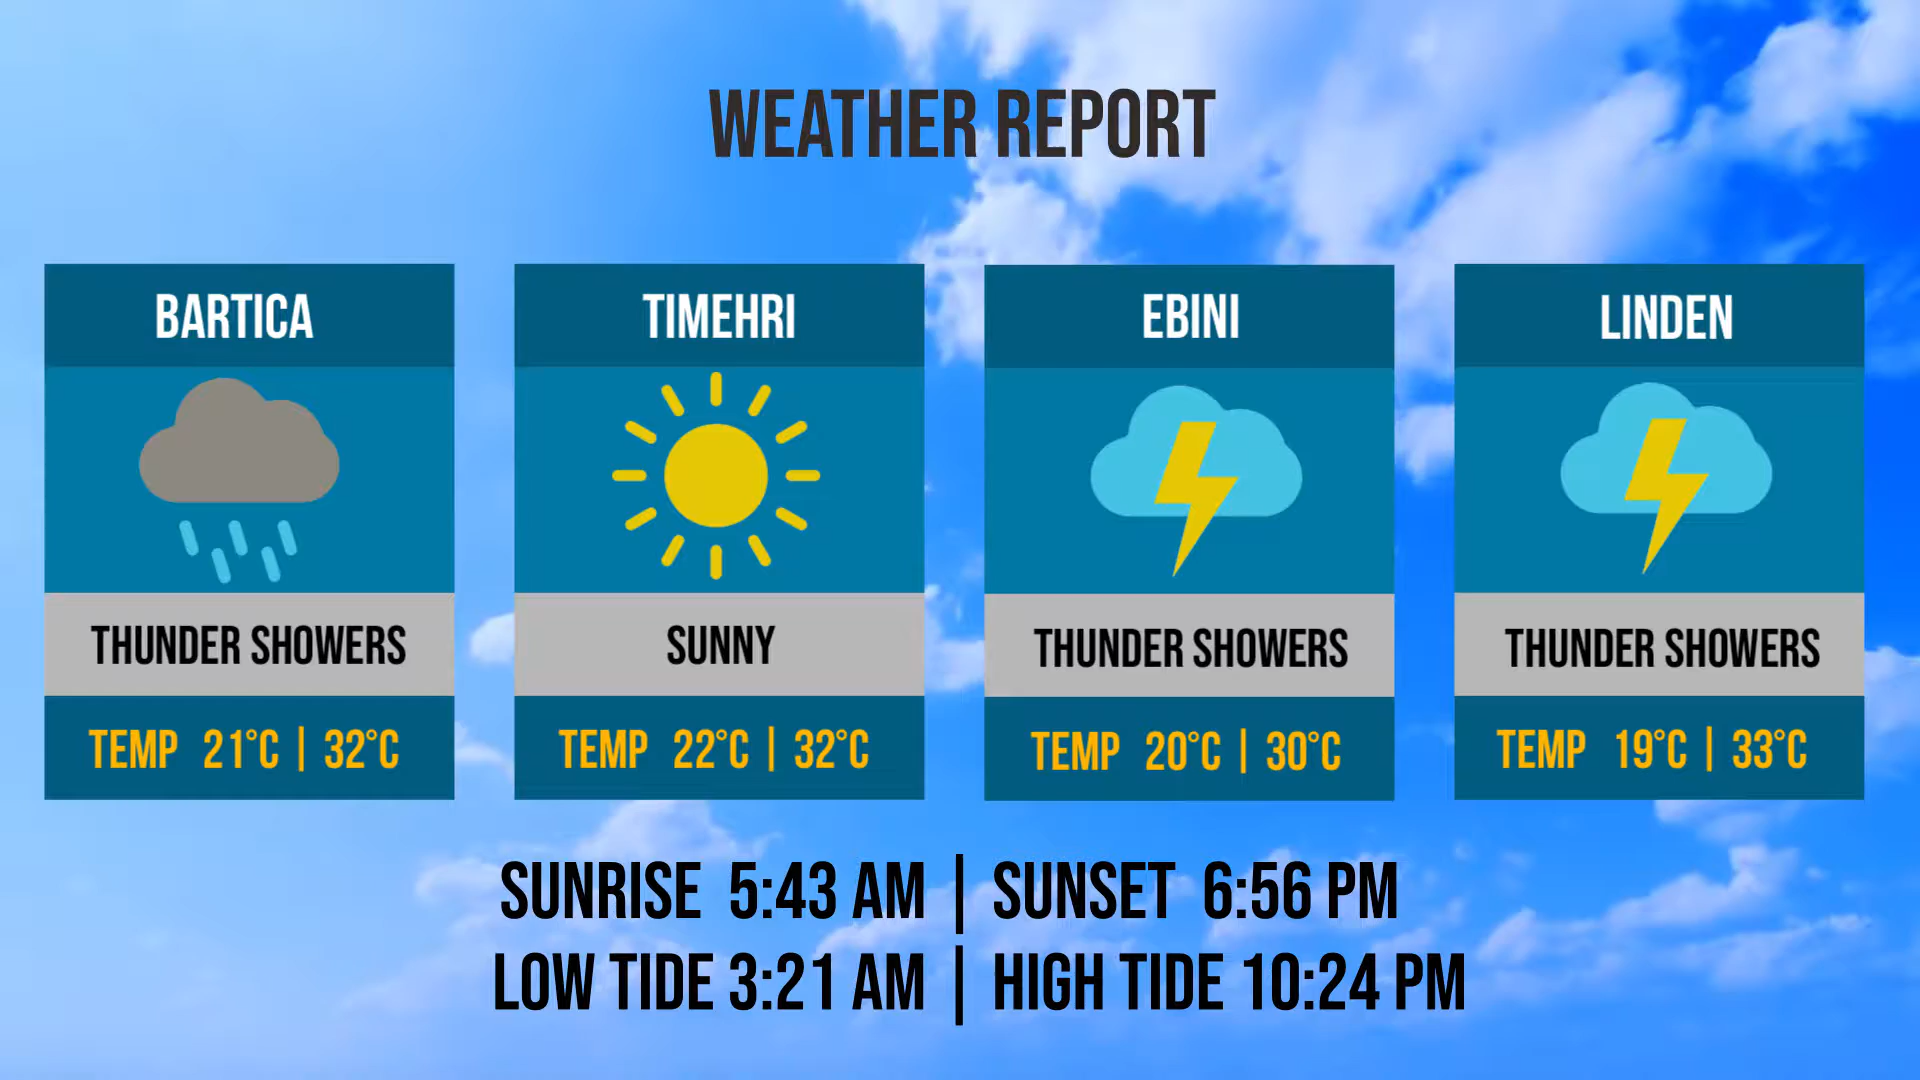 WEATHER REPORT
BARTICA
THUNDER SHOWERS
TEMP 21°C | 32°C
TIMEHRI
SUNNY
TEMP 22°C | 32°C
EBINI
THUNDER SHOWERS
TEMP 20°C | 30°C
LINDEN
THUNDER SHOWERS
TEMP 19°C | 33°C
SUNRISE 5:43 AM | SUNSET 6:56 PM
LOW TIDE 3:21 AM | HIGH TIDE 10:24 PM